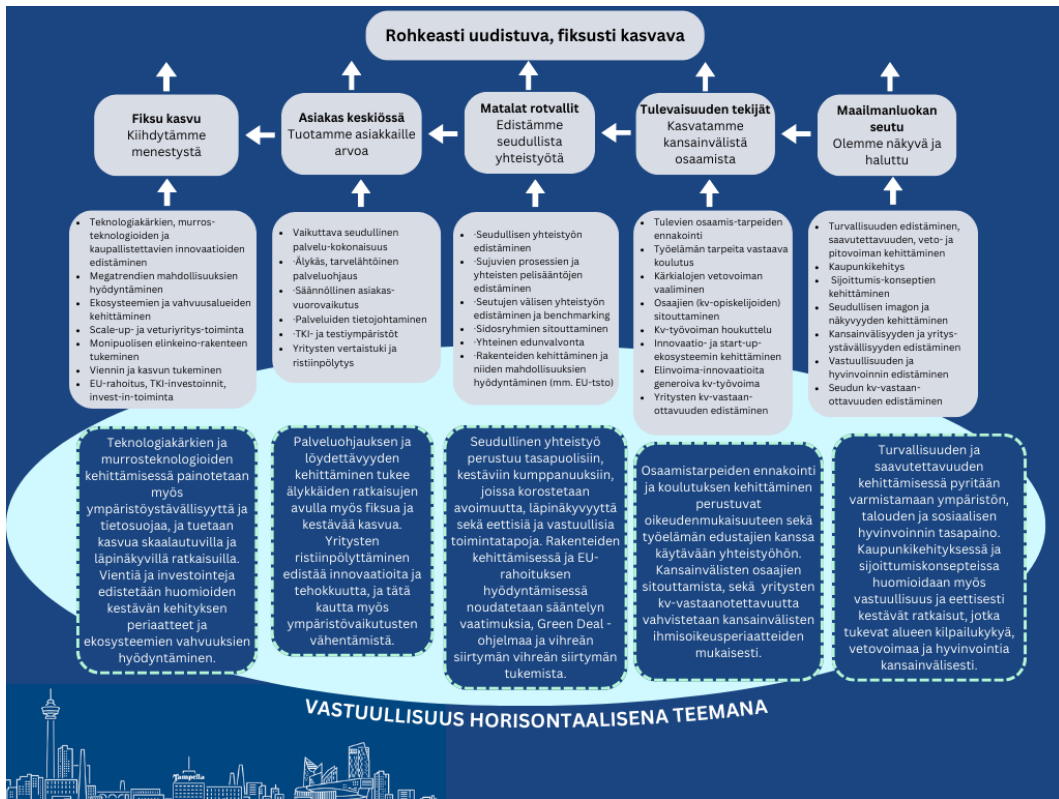 Rohkeasti uudistuva, fiksusti kasvava
Fiksu kasvu
Kiihdytämme
menestystä
Asiakas keskiössä
Tuotamme asiakkaille
arvoa
Matalat rotvallit
Edistämme
seudullista
yhteistyötä
Tulevaisuuden tekijät
Kasvatamme
kansainvälistä
osaamista
Maailmanluokan
seutu
Olemme näkyvä ja
haluttu
• Teknologiakärkien, murros-
teknologioiden ja
kaupallistettavien innovaatioiden
edistäminen
• Megatrendien mahdollisuuksien
hyödyntäminen
• Ekosysteemien ja vahvuusalueiden
kehittäminen
• Scale-up- ja veturiyritys-toiminta
• Monipuolisen elinkeino-rakenteen
tukeminen
• Viennin ja kasvun tukeminen
• EU-rahoitus, TKI-investoinnit,
invest-in-toiminta
• Vaikuttava seudullinen
palvelu-kokonaisuus
• ·Älykäs, tarvelähtöinen
palveluohjaus
• ·Säännöllinen asiakas-
vuorovaikutus
• ·Palveluiden tietojohtaminen
• ·TKI- ja testiympäristöt
• Yritysten vertaistuki ja
ristiinpölytys
• ·Seudullisen yhteistyön
edistäminen
• ·Sujuvien prosessien ja
yhteisten pelisääntöjen
edistäminen
• ·Seutujen välisen yhteistyön
edistäminen ja benchmarking
• ·Sidosryhmien sitouttaminen
• ·Yhteinen edunvalvonta
• ·Rakenteiden kehittäminen ja
niiden mahdollisuuksien
hyödyntäminen (mm. EU-tsto)
• Tulevien osaamis-tarpeiden
ennakointi
• Työelämän tarpeita vastaava
koulutus
• Kärkialojen vetovoiman
vaaliminen
• Osaajien (kv-opiskelijoiden)
sitouttaminen
• Kv-työvoiman houkuttelu
• Innovaatio- ja start-up-
ekosysteemin kehittäminen
• Elinvoima-innovaatioita
generoiva kv-työvoima
• Yritysten kv-vastaan-
ottavuuden edistäminen
• Turvallisuuden edistäminen,
saavutettavuuden, veto- ja
pitovoiman kehittäminen
• Kaupunkikehitys
• Sijoittumis-konseptien
kehittäminen
• Seudullisen imagon ja
näkyvyyden kehittäminen
• Kansainvälisyyden ja yritys-
ystävällisyyden edistäminen
• Vastuullisuuden ja
hyvinvoinnin edistäminen
• Seudun kv-vastaan-
ottavuuden edistäminen
Teknologiakärkien ja
murrosteknologioiden
kehittämisessä painotetaan
myös
ympäristöystävällisyyttä ja
tietosuojaa, ja tuetaan
kasvua skaalautuvilla ja
läpinäkyvillä ratkaisuilla.
Vientiä ja investointeja
edistetään huomioiden
kestävän kehityksen
periaatteet ja
ekosysteemien vahvuuksien
hyödyntäminen.
Palveluohjauksen ja
löydettävyyden
kehittäminen tukee
älykkäiden ratkaisujen
avulla myös fiksua ja
kestävää kasvua.
Yritysten
ristiinpölyttäminen
edistää innovaatioita ja
tehokkuutta, ja tätä
kautta myös
ympäristövaikutusten
vähentämistä.
Seudullinen yhteistyö
perustuu tasapuolisiin,
kestäviin kumppanuuksiin,
joissa korostetaan
avoimuutta, läpinäkyvyyttä
sekä eettisiä ja vastuullisia
toimintatapoja. Rakenteiden
kehittämisessä ja EU-
rahoituksen
hyödyntämisessä
noudatetaan sääntelyn
vaatimuksia, Green Deal -
ohjelmaa ja vihreän
siirtymän vihreän siirtymän
tukemista.
Osaamistarpeiden ennakointi
ja koulutuksen kehittäminen
perustuvat
oikeudenmukaisuuteen sekä
työelämän edustajien kanssa
käytävään yhteistyöhön.
Kansainvälisten osaajien
sitouttamista, sekä yritysten
kv-vastaanotettavuutta
vahvistetaan kansainvälisten
ihmisoikeusperiaatteiden
mukaisesti.
Turvallisuuden ja
saavutettavuuden
kehittämisessä pyritään
varmistamaan ympäristön,
talouden ja sosiaalisen
hyvinvoinnin tasapaino.
Kaupunkikehityksessä ja
sijoittumiskonsepteissa
huomioidaan myös
vastuullisuus ja eettisesti
kestävät ratkaisut, jotka
tukevat alueen kilpailukykyä,
vetovoimaa ja hyvinvointia
kansainvälisesti.
VASTUULLISUUS HORISONTAALISENA TEEMANA
Tampella